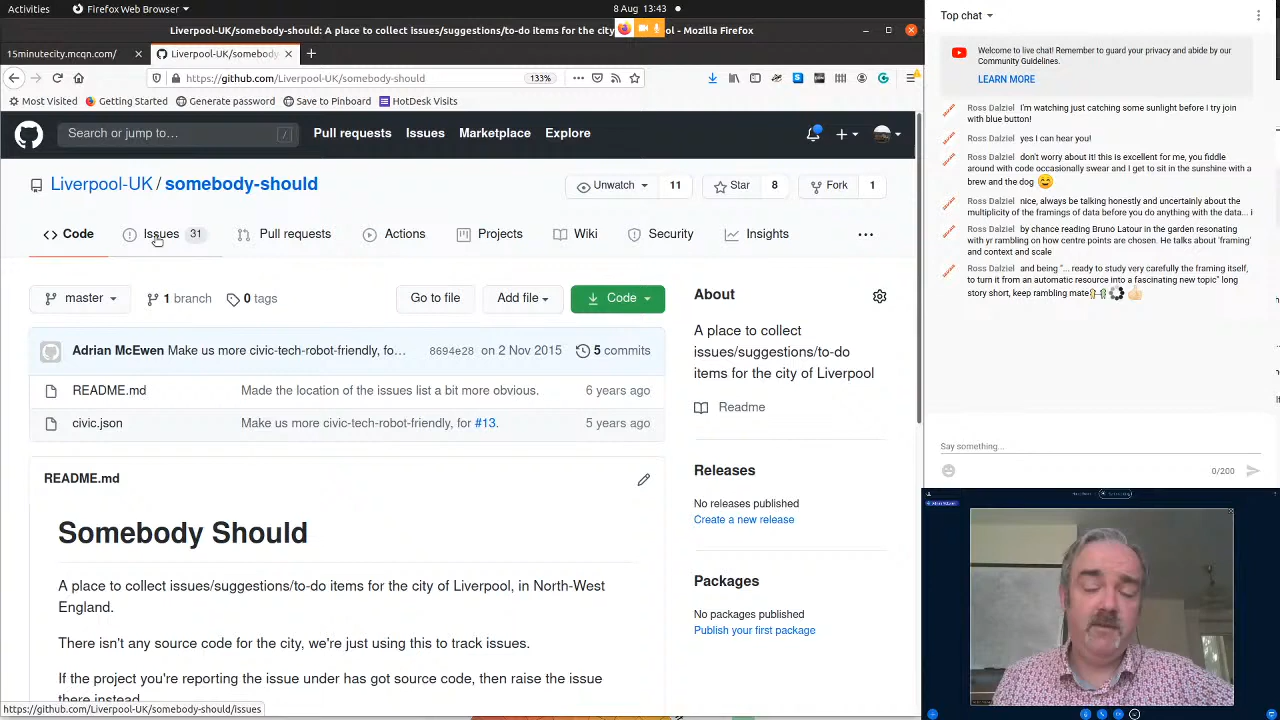 Activities
Firefox Web Browser
8 Aug 13:43
Liverpool-UK/somebody-should: A place to collect issues/suggestions/to-do items for the city
ol - Mozilla Firefox
15minutecity.mcqn.com/
Liverpool-UK/somebody-
https://github.com/Liverpool-UK/somebody-should
133%
Most Visited
Getting Started
Generate password
Save to Pinboard
HotDesk Visits
Search or jump to…
/
Pull requests
Issues
Marketplace
Explore
Liverpool-UK / somebody-should
Unwatch
11
Star
8
Fork
1
Code
Issues
31
Pull requests
Actions
Projects
Wiki
Security
Insights
master
1 branch
0 tags
Go to file
Add file
Code
Adrian McEwen Make us more civic-tech-robot-friendly, fo…
8694e28 on 2 Nov 2015
5 commits
README.md
Made the location of the issues list a bit more obvious.
6 years ago
civic.json
Make us more civic-tech-robot-friendly, for #13.
5 years ago
README.md
Somebody Should
A place to collect issues/suggestions/to-do items for the city of Liverpool, in North-West
England.
There isn't any source code for the city, we're just using this to track issues.
If the project you're reporting the issue under has got source code, then raise the issue
there instead.
https://github.com/Liverpool-UK/somebody-should/issues
About
A place to collect
issues/suggestions/to-do
items for the city of Liverpool
Readme
Releases
No releases published
Create a new release
Packages
No packages published
Publish your first package
Top chat
Welcome to live chat! Remember to guard your privacy and abide by our
Community Guidelines.
LEARN MORE
Ross Dalziel I'm watching just catching some sunlight before i try join
with blue button!
Ross Dalziel yes I can hear you!
Ross Dalziel don't worry about it! this is excellent for me, you fiddle
around with code occasionally swear and I get to sit in the sunshine with a
brew and the dog
Ross Dalziel nice, always be talking honestly and uncertainly about the
multiplicity of the framings of data before you do anything with the data... i
Ross Dalziel by chance reading Bruno Latour in the garden resonating
with yr rambling on how centre points are chosen. He talks about 'framing'
and context and scale
Ross Dalziel and being "... ready to study very carefully the framing itself,
to turn it from an automatic resource into a fascinating new topic" long
story short, keep rambling mate
Say something...
0/200